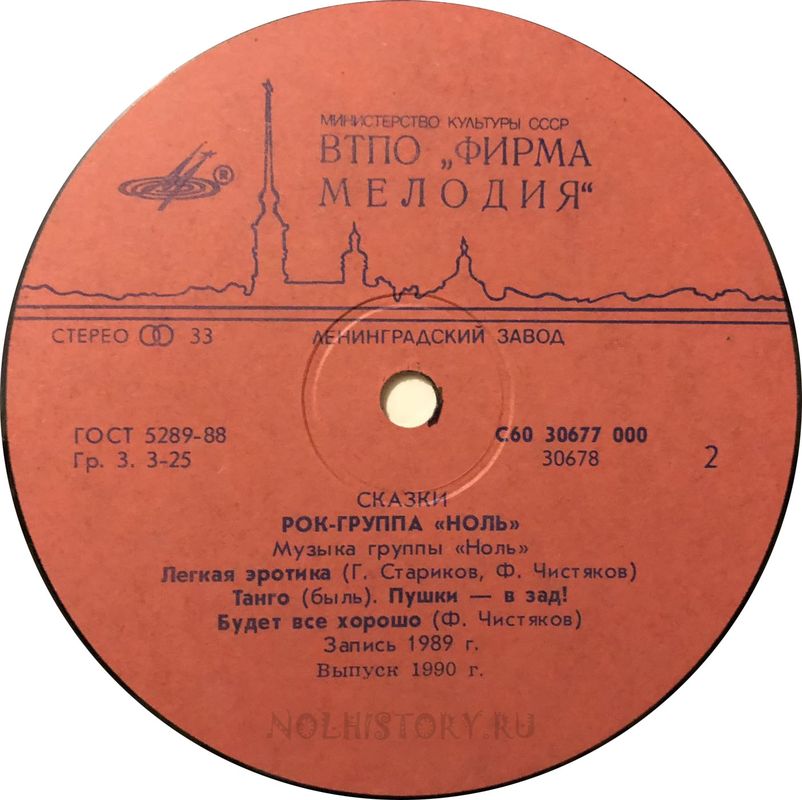 МИНИСТЕРСТВО КУЛЬТУРЫ СССР
ВТПО „ФИРМА
МЕЛОДИЯ“
®
СТЕРЕО 33
ЛЕНИНГРАДСКИЙ ЗАВОД
ГОСТ 5289-88
Гр. 3. 3-25
С60 30677 000
30678
2
СКАЗКИ
РОК-ГРУППА «НОЛЬ»
Музыка группы «Ноль»
Легкая эротика (Г. Стариков, Ф. Чистяков)
Танго (быль). Пушки — в зад!
Будет все хорошо (Ф. Чистяков)
Запись 1989 г.
Выпуск 1990 г.
NOLHISTORY.RU